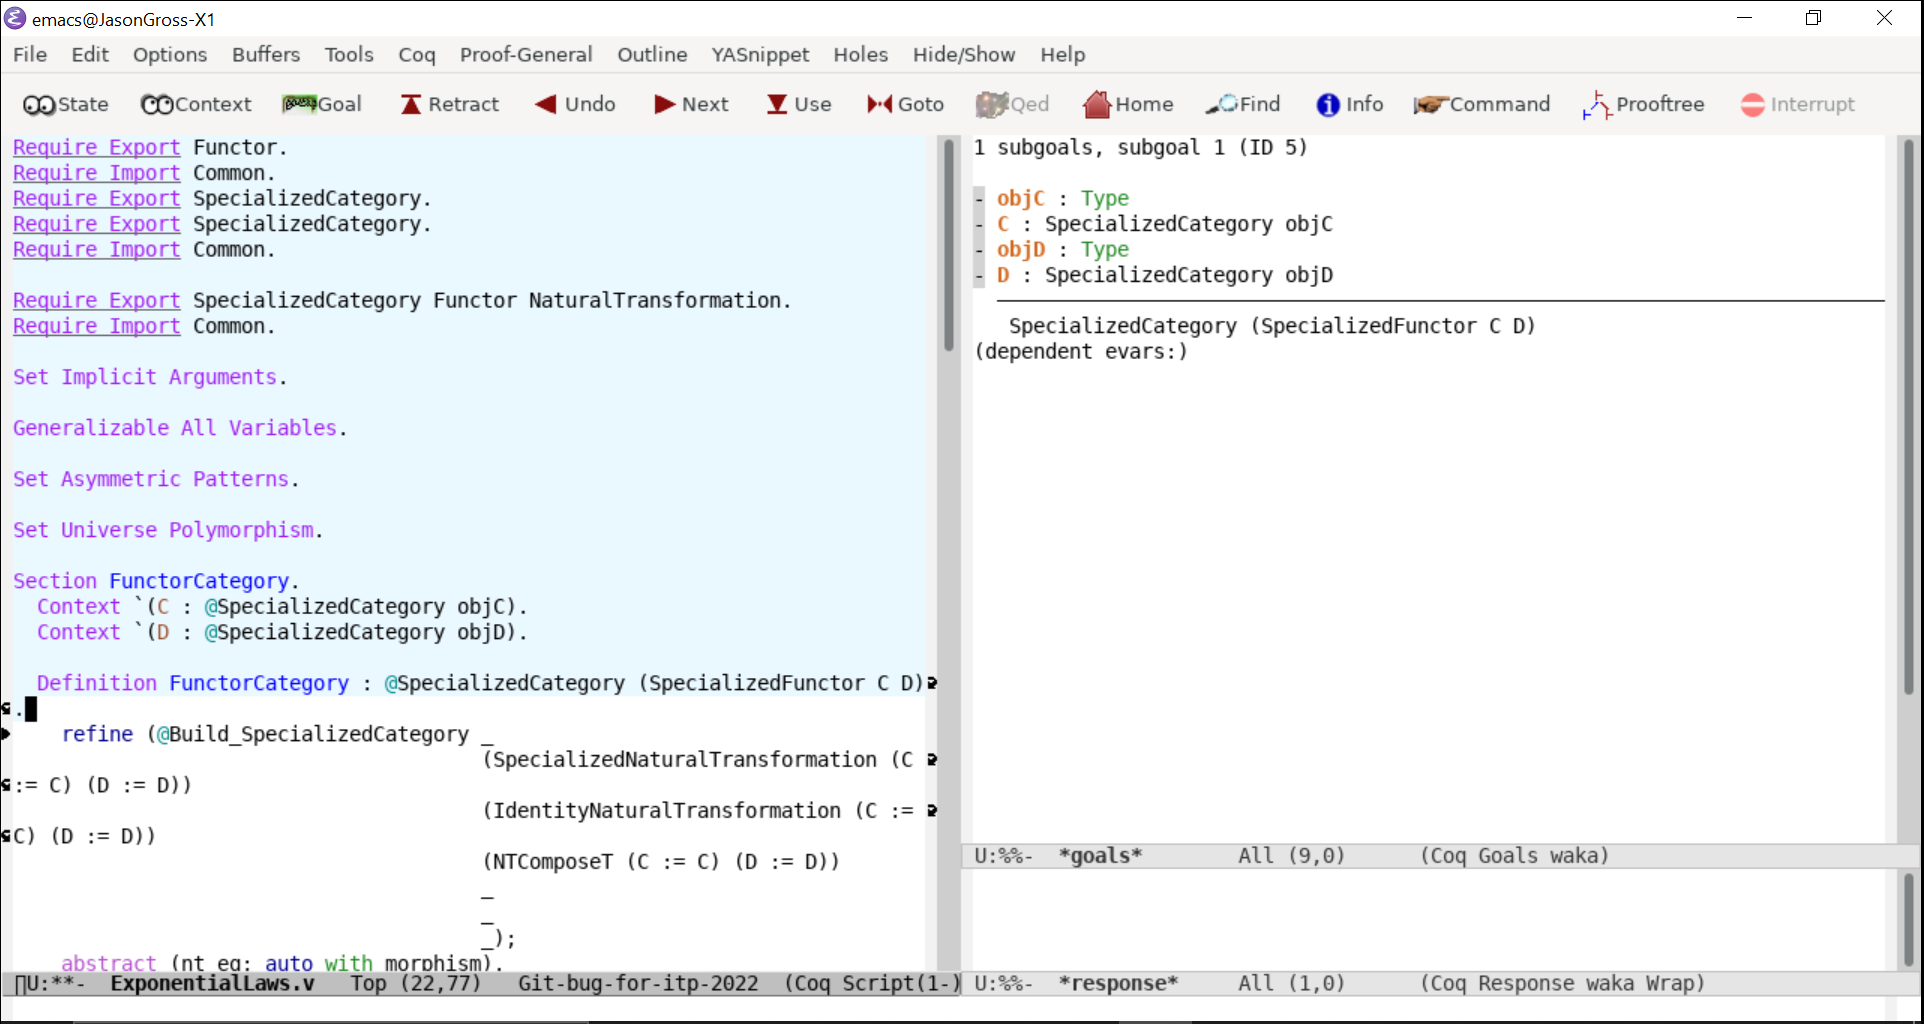 emacs@JasonGross-X1
File Edit Options Buffers Tools Coq Proof-General Outline YASnippet Holes Hide/Show Help
State Context Goal Retract Undo Next Use Goto Qed Home Find Info Command Prooftree Interrupt
Require Export Functor.
Require Import Common.
Require Export SpecializedCategory.
Require Export SpecializedCategory.
Require Import Common.
Require Export SpecializedCategory Functor NaturalTransformation.
Require Import Common.
Set Implicit Arguments.
Generalizable All Variables.
Set Asymmetric Patterns.
Set Universe Polymorphism.
Section FunctorCategory.
Context `(C : @SpecializedCategory objC).
Context `(D : @SpecializedCategory objD).
Definition FunctorCategory : @SpecializedCategory (SpecializedFunctor C D)
.
refine (@Build_SpecializedCategory _
(SpecializedNaturalTransformation (C
:= C) (D := D))
(IdentityNaturalTransformation (C :=
C) (D := D))
(NTComposeT (C := C) (D := D))
_
_
_);
abstract (nt_eq; auto with morphism).
U:**- ExponentialLaws.v Top (22,77) Git-bug-for-itp-2022 (Coq Script(1-)
1 subgoals, subgoal 1 (ID 5)
- objC : Type
- C : SpecializedCategory objC
- objD : Type
- D : SpecializedCategory objD
SpecializedCategory (SpecializedFunctor C D)
(dependent evars:)
U:%%- *goals* All (9,0) (Coq Goals waka)
U:%%- *response* All (1,0) (Coq Response waka Wrap)